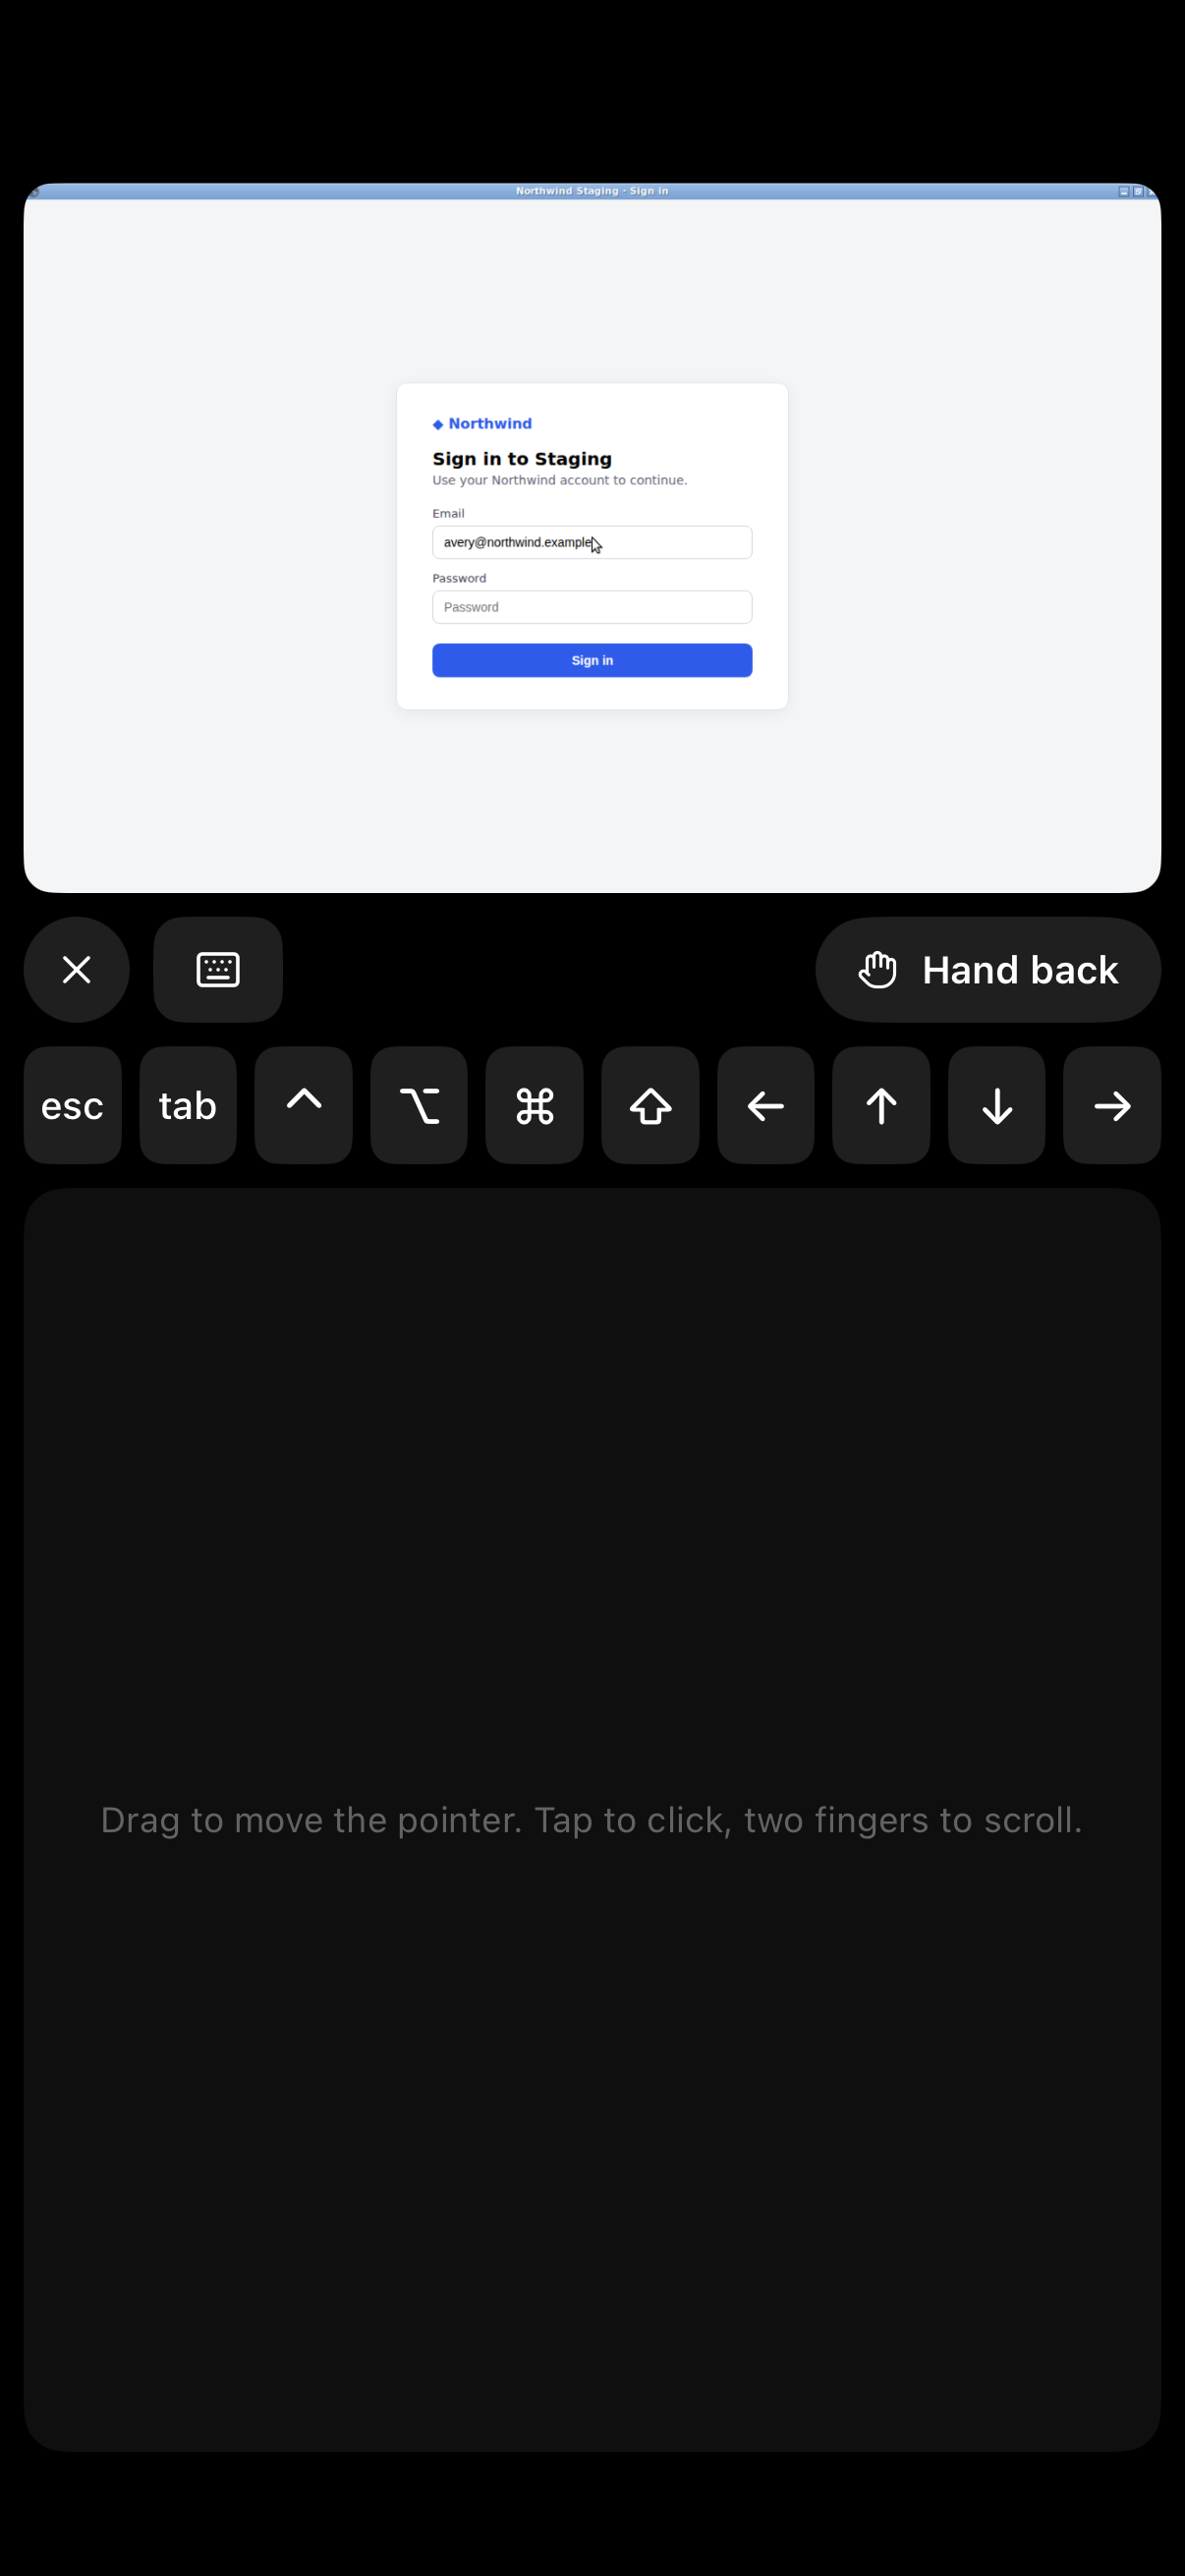 Northwind Staging · Sign in
◆ Northwind
Sign in to Staging
Use your Northwind account to continue.
Email
avery@northwind.example
Password
Password
Sign in
Hand back
esc tab
Drag to move the pointer. Tap to click, two fingers to scroll.